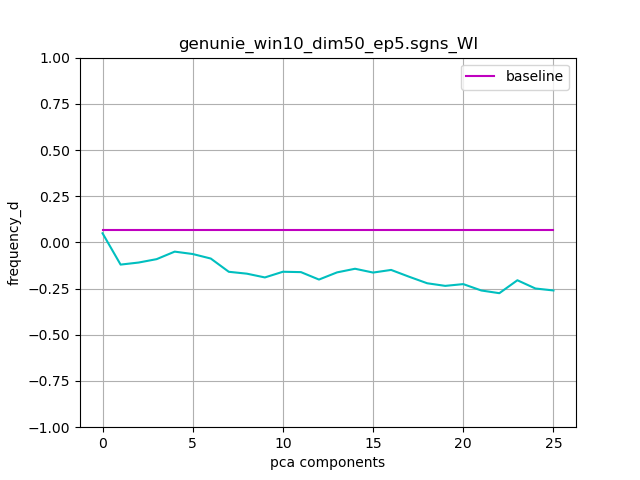 genunie_win10_dim50_ep5.sgns_WI
baseline
1.00
0.75
0.50
0.25
0.00
−0.25
−0.50
−0.75
−1.00
frequency_d
0 5 10 15 20 25
pca components